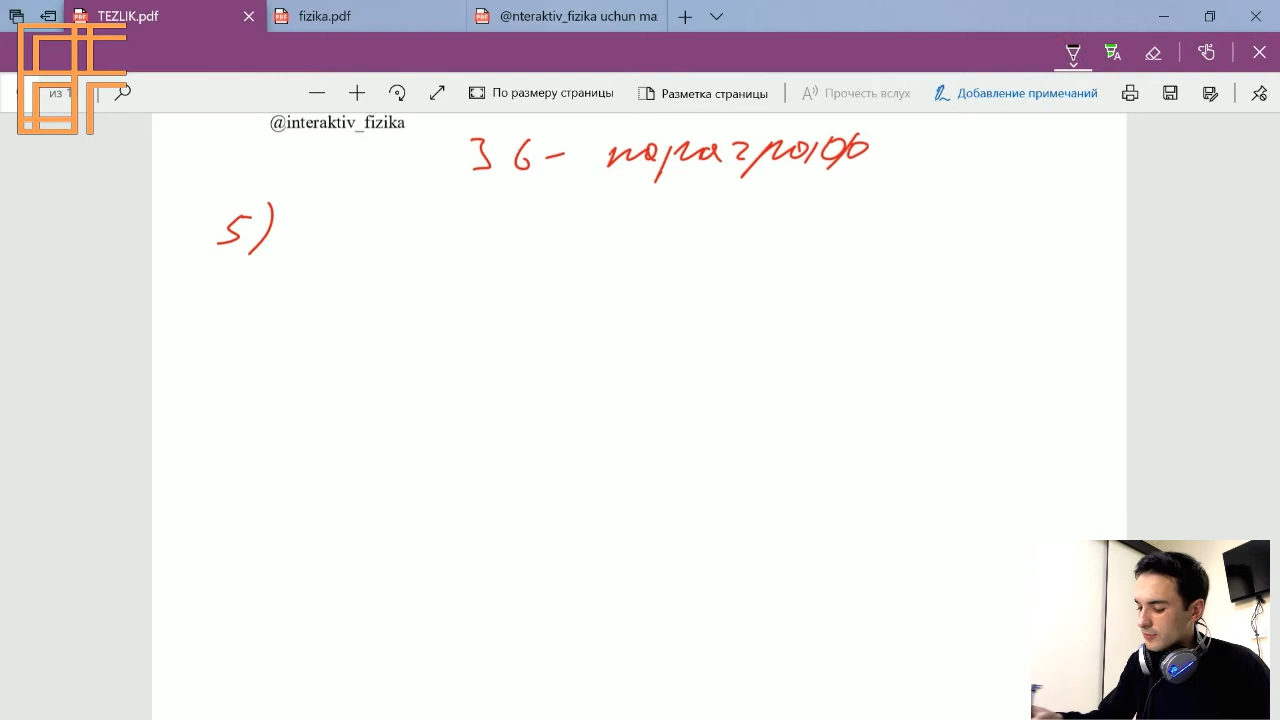 TEZLIK.pdf
fizika.pdf
@nteraktiv_fizika uchun ma
из 1
По размеру страницы
Разметка страницы
Прочесть вслух
Добавление примечаний
@interaktiv_fizika
36- параграф
5)